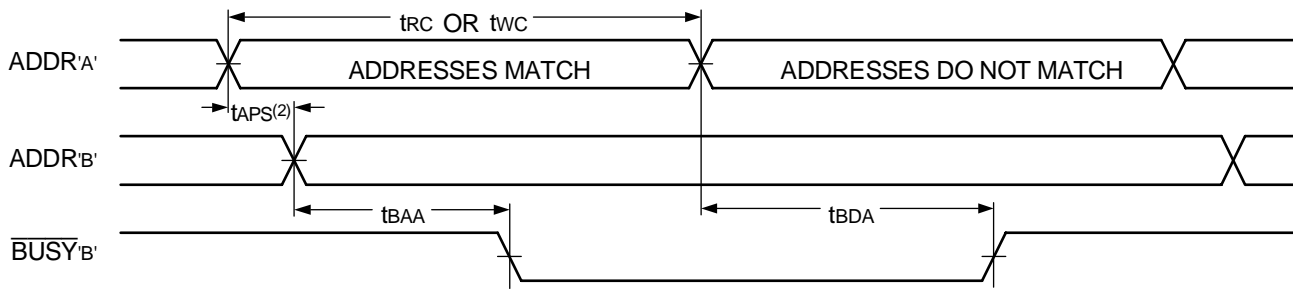 tRC OR tWC
ADDR'A'
ADDRESSES MATCH
ADDRESSES DO NOT MATCH
tAPS(2)
ADDR'B'
tBAA
tBDA
BUSY'B'